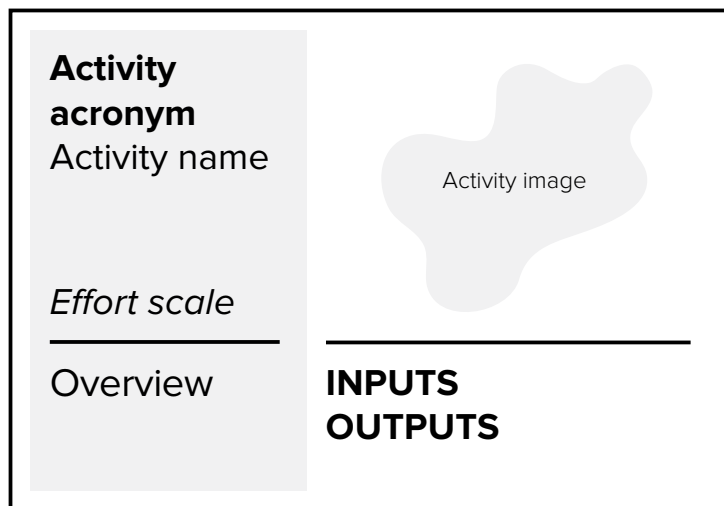 Activity
acronym
Activity name
Effort scale
Overview
Activity image
INPUTS
OUTPUTS